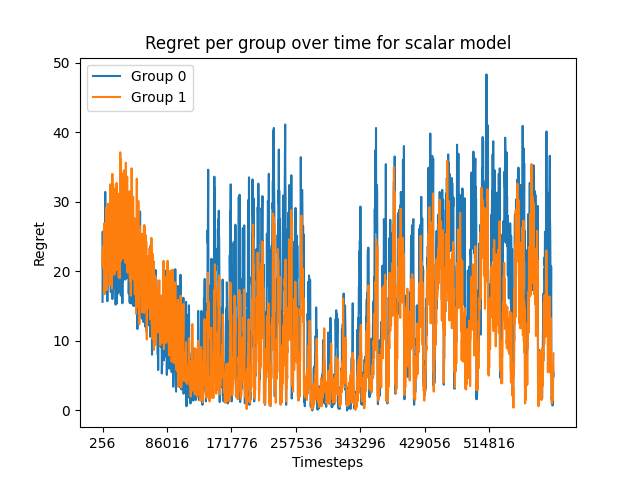 Regret per group over time for scalar model
Group 0
Group 1
50
40
30
20
10
0
Regret
256 86016 171776 257536 343296 429056 514816
Timesteps